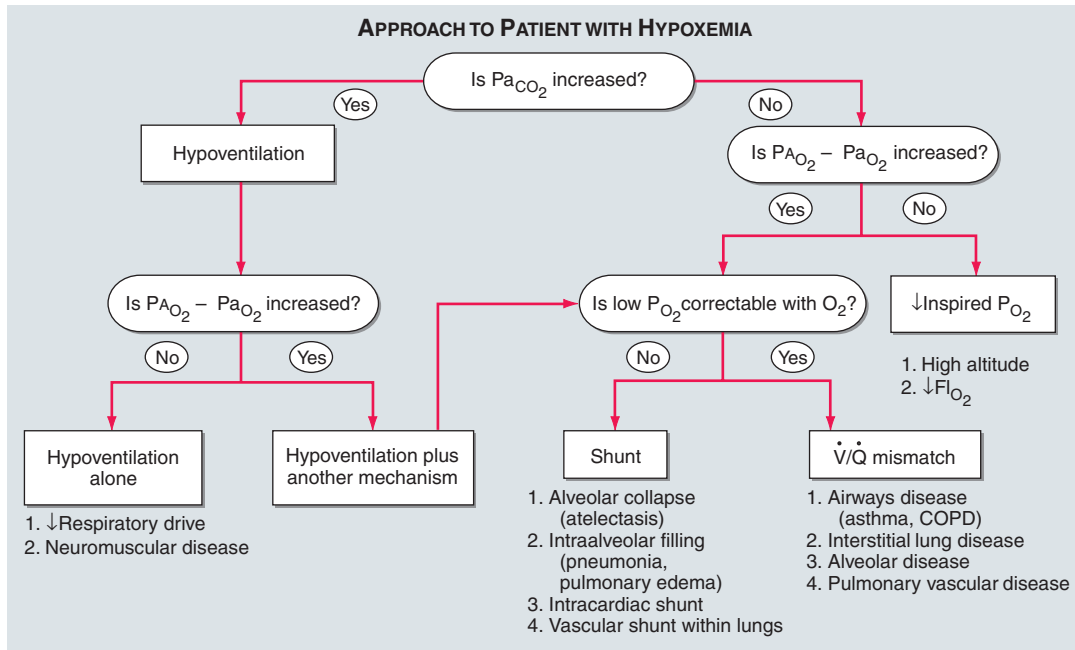 APPROACH TO PATIENT WITH HYPOXEMIA
Is PaCO2 increased?
Yes
No
Hypoventilation
Is PAO2 – PaO2 increased?
Yes
No
Is PAO2 – PaO2 increased?
Is low PO2 correctable with O2?
↓Inspired PO2
No
Yes
No
Yes
1. High altitude
2. ↓FIO2
Hypoventilation
alone
Hypoventilation plus
another mechanism
Shunt
V̇/Q̇ mismatch
1. ↓Respiratory drive
2. Neuromuscular disease
1. Alveolar collapse
(atelectasis)
2. Intraalveolar filling
(pneumonia,
pulmonary edema)
3. Intracardiac shunt
4. Vascular shunt within lungs
1. Airways disease
(asthma, COPD)
2. Interstitial lung disease
3. Alveolar disease
4. Pulmonary vascular disease